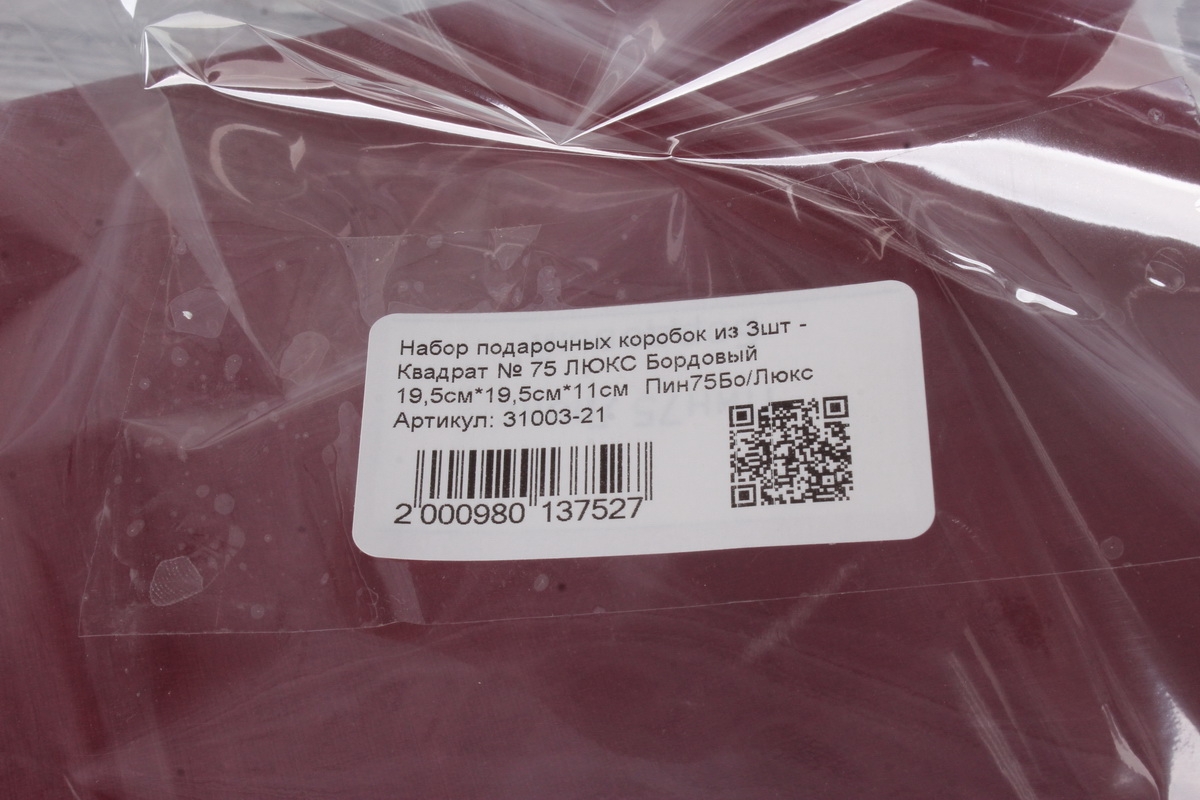 Набор подарочных коробок из 3шт -
Квадрат № 75 ЛЮКС Бордовый
19,5см*19,5см*11см Пин75Бо/Люкс
Артикул: 31003-21
2 000980 137527